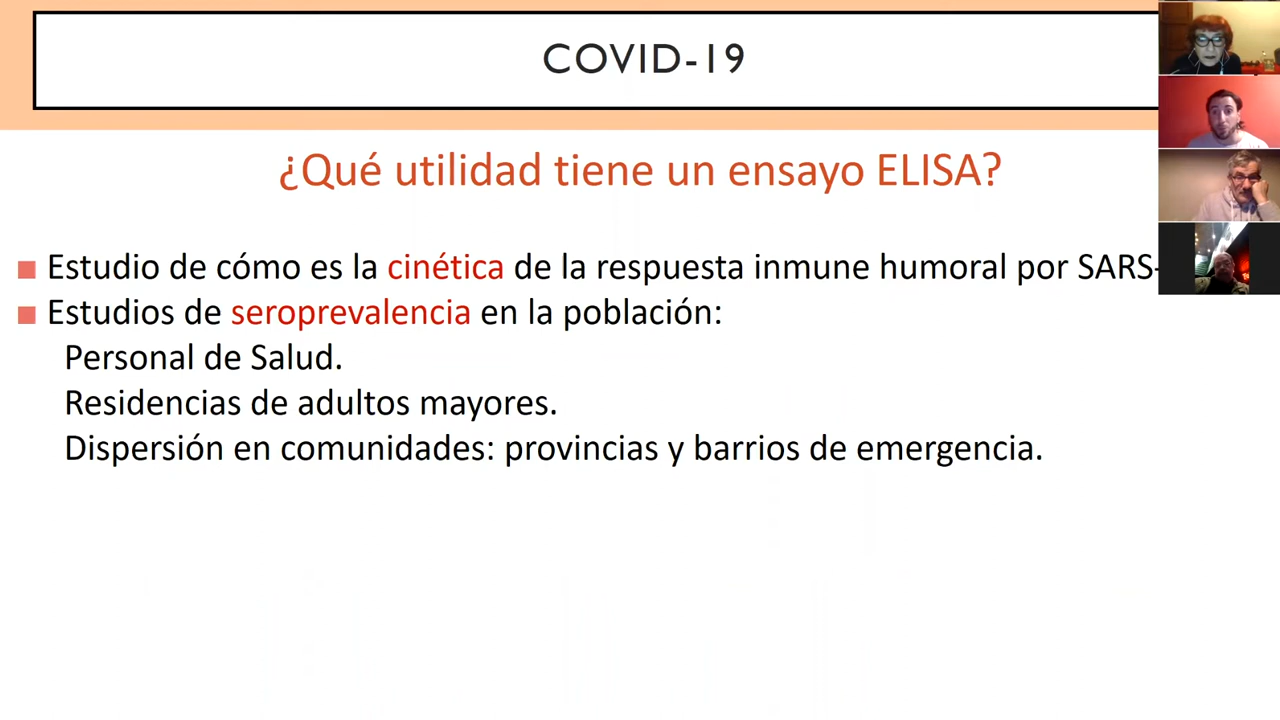 COVID-19
¿Qué utilidad tiene un ensayo ELISA?
Estudio de cómo es la cinética de la respuesta inmune humoral por SARS-
Estudios de seroprevalencia en la población:
Personal de Salud.
Residencias de adultos mayores.
Dispersión en comunidades: provincias y barrios de emergencia.